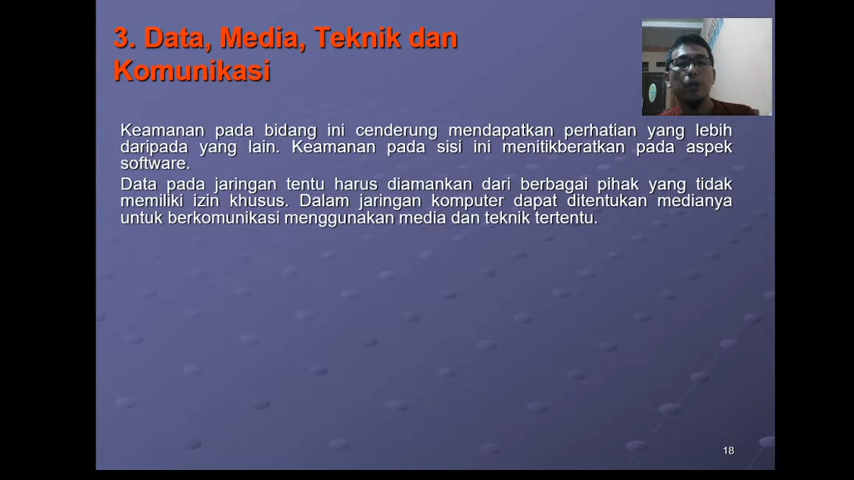 3. Data, Media, Teknik dan
Komunikasi
Keamanan pada bidang ini cenderung mendapatkan perhatian yang lebih
daripada yang lain. Keamanan pada sisi ini menitikberatkan pada aspek
software.
Data pada jaringan tentu harus diamankan dari berbagai pihak yang tidak
memiliki izin khusus. Dalam jaringan komputer dapat ditentukan medianya
untuk berkomunikasi menggunakan media dan teknik tertentu.
18